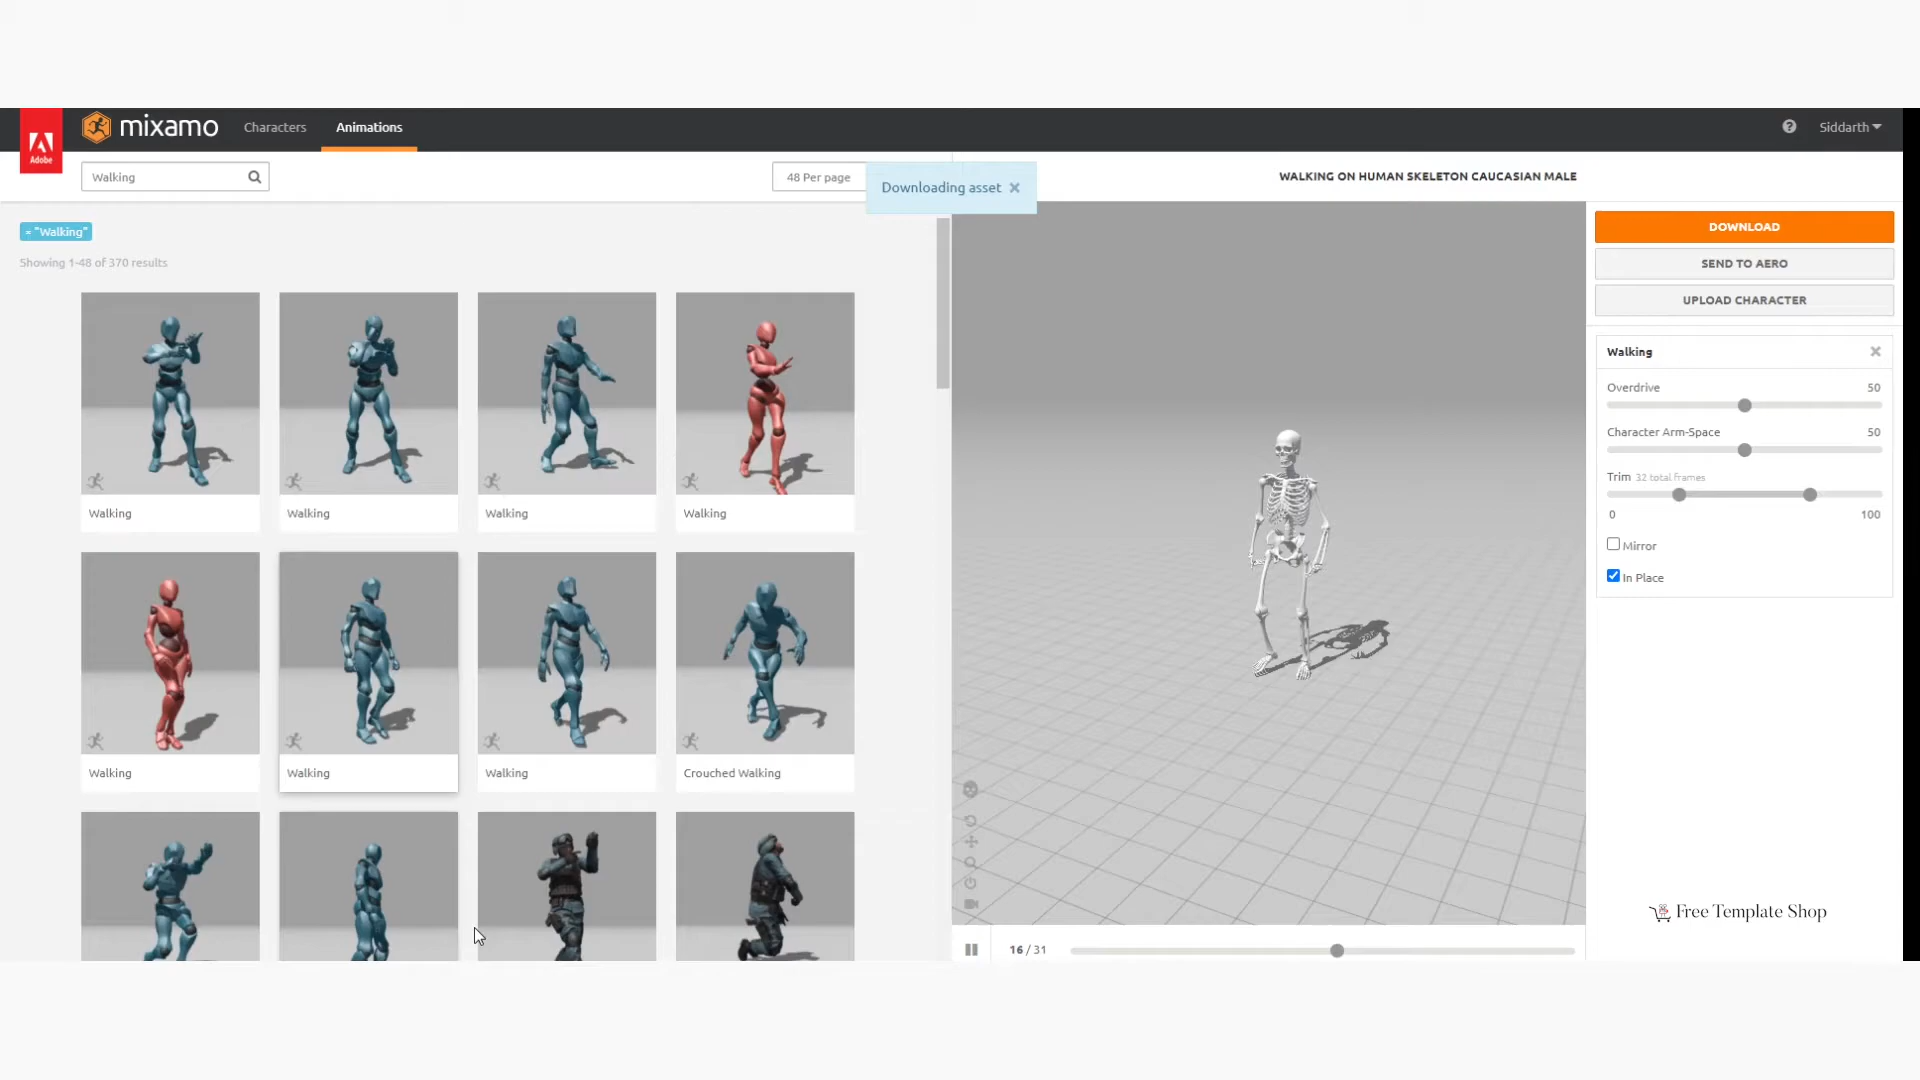 Adobe
mixamo
Characters
Animations
Siddarth
Walking
48 Per page
Downloading asset
WALKING ON HUMAN SKELETON CAUCASIAN MALE
× "Walking"
Showing 1-48 of 370 results
DOWNLOAD
SEND TO AERO
UPLOAD CHARACTER
Walking
Overdrive 50
Character Arm-Space 50
Trim 32 total frames
0 100
Mirror
In Place
Walking
Walking
Walking
Walking
Walking
Walking
Walking
Crouched Walking
Free Template Shop
16 / 31